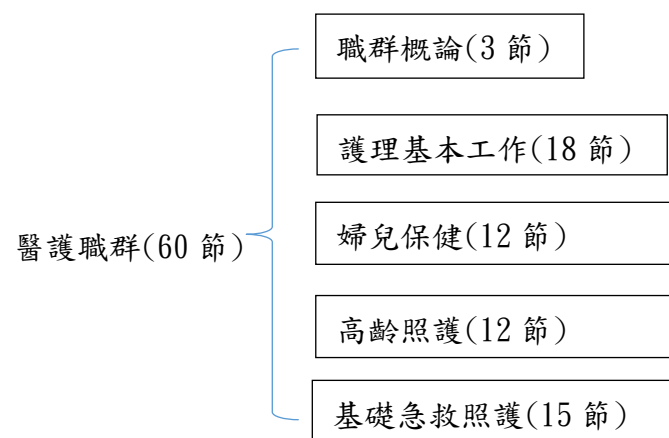 職群概論(3 節)
護理基本工作(18 節)
醫護職群(60 節)
婦兒保健(12 節)
高齡照護(12 節)
基礎急救照護(15 節)